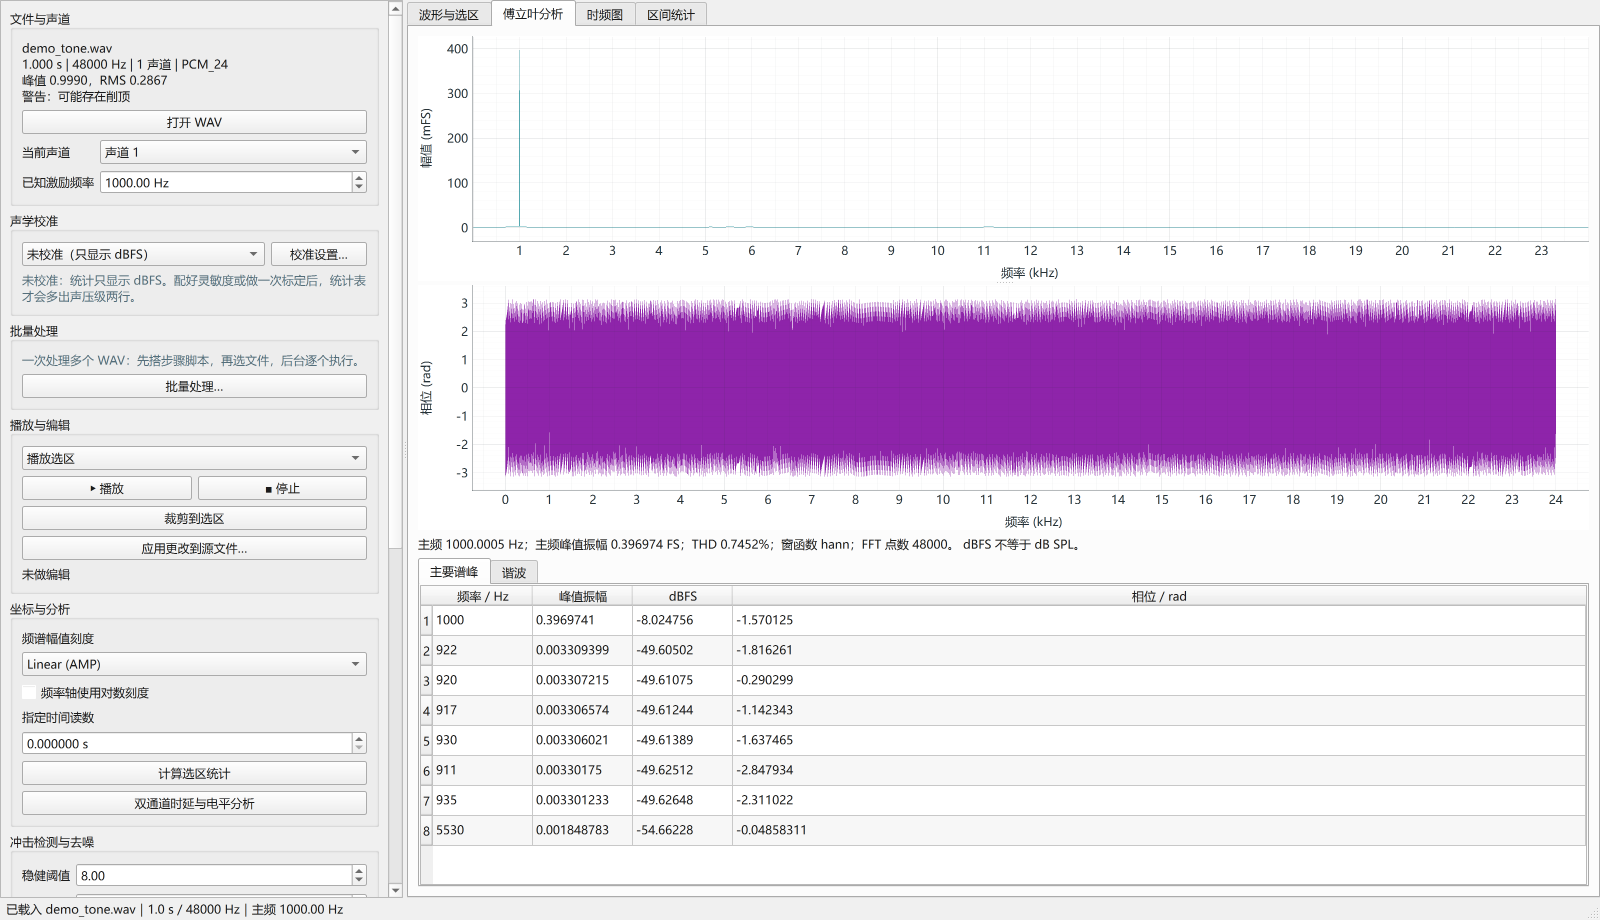 文件与声道
demo_tone.wav
1.000 s | 48000 Hz | 1 声道 | PCM_24
峰值 0.9990，RMS 0.2867
警告：可能存在削顶
打开 WAV
当前声道 声道 1
已知激励频率 1000.00 Hz
声学校准
未校准（只显示 dBFS） 校准设置...
未校准：统计只显示 dBFS。配好灵敏度或做一次标定后，统计表
才会多出声压级两行。
批量处理
一次处理多个 WAV：先搭步骤脚本，再选文件，后台逐个执行。
批量处理...
播放与编辑
播放选区
播放 停止
裁剪到选区
应用更改到源文件...
未做编辑
坐标与分析
频谱幅值刻度
Linear (AMP)
频率轴使用对数刻度
指定时间读数
0.000000 s
计算选区统计
双通道时延与电平分析
冲击检测与去噪
稳健阈值 8.00
波形与选区 傅立叶分析 时频图 区间统计
幅值 (mFS)
400
300
200
100
0
1 2 3 4 5 6 7 8 9 10 11 12 13 14 15 16 17 18 19 20 21 22 23
频率 (kHz)
相位 (rad)
3
2
1
0
-1
-2
-3
0 1 2 3 4 5 6 7 8 9 10 11 12 13 14 15 16 17 18 19 20 21 22 23 24
频率 (kHz)
主频 1000.0005 Hz；主频峰值振幅 0.396974 FS；THD 0.7452%；窗函数 hann；FFT 点数 48000。 dBFS 不等于 dB SPL。
主要谱峰 谐波
频率 / Hz 峰值振幅 dBFS 相位 / rad
1 1000 0.3969741 -8.024756 -1.570125
2 922 0.003309399 -49.60502 -1.816261
3 920 0.003307215 -49.61075 -0.290299
4 917 0.003306574 -49.61244 -1.142343
5 930 0.003306021 -49.61389 -1.637465
6 911 0.00330175 -49.62512 -2.847934
7 935 0.003301233 -49.62648 -2.311022
8 5530 0.001848783 -54.66228 -0.04858311
已载入 demo_tone.wav | 1.0 s / 48000 Hz | 主频 1000.00 Hz